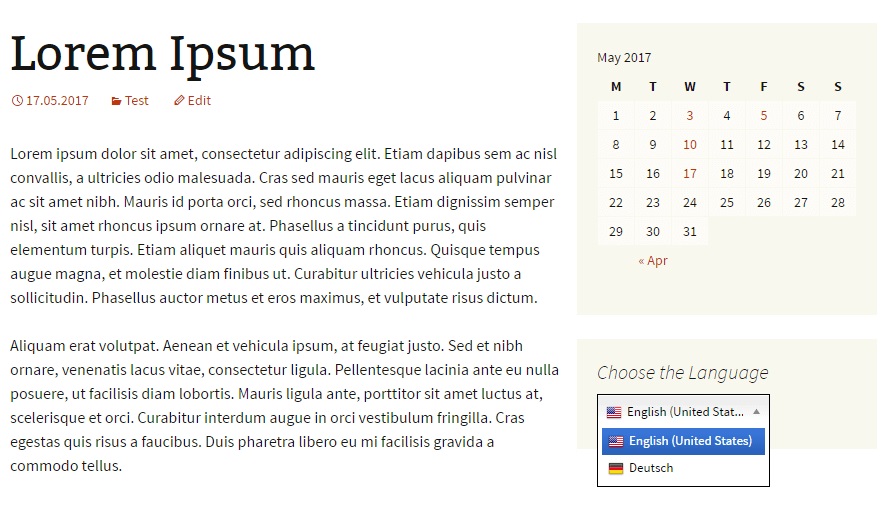 Lorem Ipsum
17.05.2017 Test Edit
Lorem ipsum dolor sit amet, consectetur adipiscing elit. Etiam dapibus sem ac nisl
convallis, a ultricies odio malesuada. Cras sed mauris eget lacus aliquam pulvinar
ac sit amet nibh. Mauris id porta orci, sed rhoncus massa. Etiam dignissim semper
nisl, sit amet rhoncus ipsum ornare at. Phasellus a tincidunt purus, quis
elementum turpis. Etiam aliquet mauris quis aliquam rhoncus. Quisque tempus
augue magna, et molestie diam finibus ut. Curabitur ultricies vehicula justo a
sollicitudin. Phasellus auctor metus et eros maximus, et vulputate risus dictum.
Aliquam erat volutpat. Aenean et vehicula ipsum, at feugiat justo. Sed et nibh
ornare, venenatis lacus vitae, consectetur ligula. Pellentesque lacinia ante eu nulla
posuere, ut facilisis diam lobortis. Mauris ligula ante, porttitor sit amet luctus at,
scelerisque et orci. Curabitur interdum augue in orci vestibulum fringilla. Cras
egestas quis risus a faucibus. Duis pharetra libero eu mi facilisis gravida a
commodo tellus.
May 2017
M T W T F S S
1 2 3 4 5 6 7
8 9 10 11 12 13 14
15 16 17 18 19 20 21
22 23 24 25 26 27 28
29 30 31
« Apr
Choose the Language
English (United Stat...
English (United States)
Deutsch